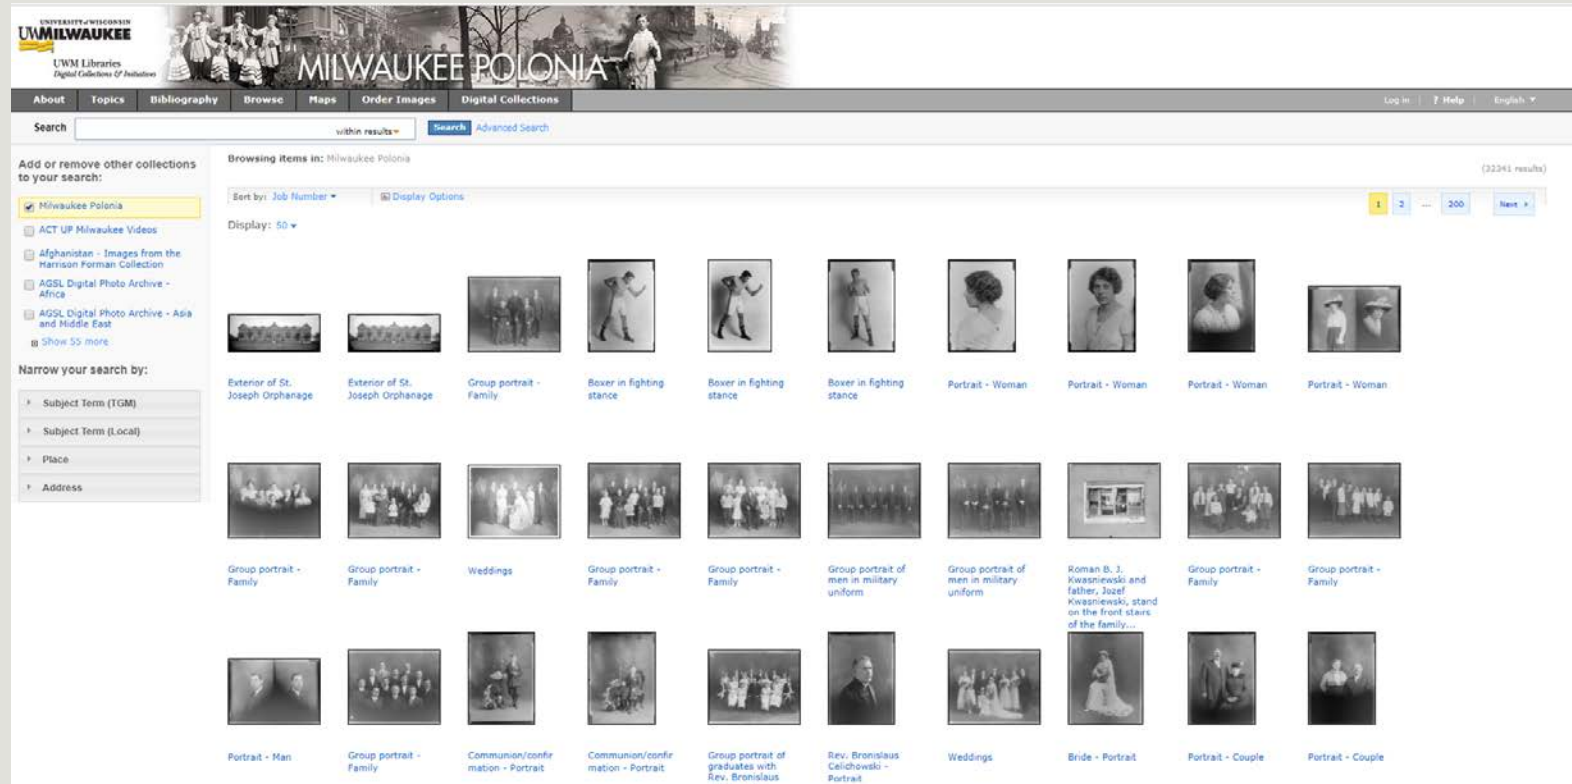 UNIVERSITY of WISCONSIN
UWMILWAUKEE
UWM Libraries
Digital Collections & Initiatives
MILWAUKEE POLONIA
About Topics Bibliography Browse Maps Order Images Digital Collections Log in ? Help English
Search within results Search Advanced Search
Add or remove other collections
to your search:
Milwaukee Polonia
ACT UP Milwaukee Videos
Afghanistan - Images from the
Harrison Forman Collection
AGSL Digital Photo Archive -
Africa
AGSL Digital Photo Archive - Asia
and Middle East
Show 55 more
Narrow your search by:
Subject Term (TGM)
Subject Term (Local)
Place
Address
Browsing items in: Milwaukee Polonia
(32341 results)
Sort by: Job Number Display Options 1 2 ... 200 Next
Display: 50
Exterior of St.
Joseph Orphanage
Exterior of St.
Joseph Orphanage
Group portrait -
Family
Boxer in fighting
stance
Boxer in fighting
stance
Boxer in fighting
stance
Portrait - Woman
Portrait - Woman
Portrait - Woman
Portrait - Woman
Group portrait -
Family
Group portrait -
Family
Weddings
Group portrait -
Family
Group portrait -
Family
Group portrait of
men in military
uniform
Group portrait of
men in military
uniform
Roman B. J.
Kwasniewski and
father, Jozef
Kwasniewski, stand
on the front stairs
of the family...
Group portrait -
Family
Group portrait -
Family
Portrait - Man
Group portrait -
Family
Communion/confir
mation - Portrait
Communion/confir
mation - Portrait
Group portrait of
graduates with
Rev. Bronislaus
Rev. Bronislaus
Celichowski -
Portrait
Weddings
Bride - Portrait
Portrait - Couple
Portrait - Couple